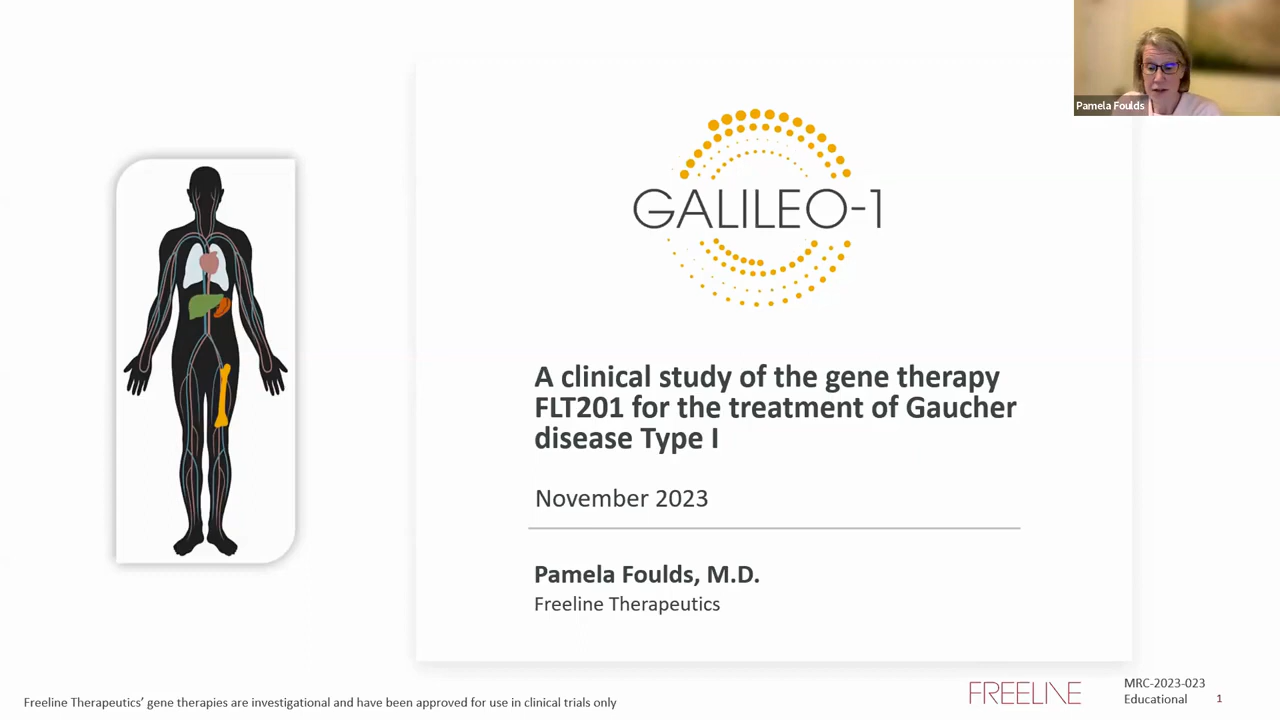 Pamela Foulds
GALILEO-1
A clinical study of the gene therapy
FLT201 for the treatment of Gaucher
disease Type I
November 2023
Pamela Foulds, M.D.
Freeline Therapeutics
Freeline Therapeutics’ gene therapies are investigational and have been approved for use in clinical trials only
FREELINE
MRC-2023-023
Educational
1